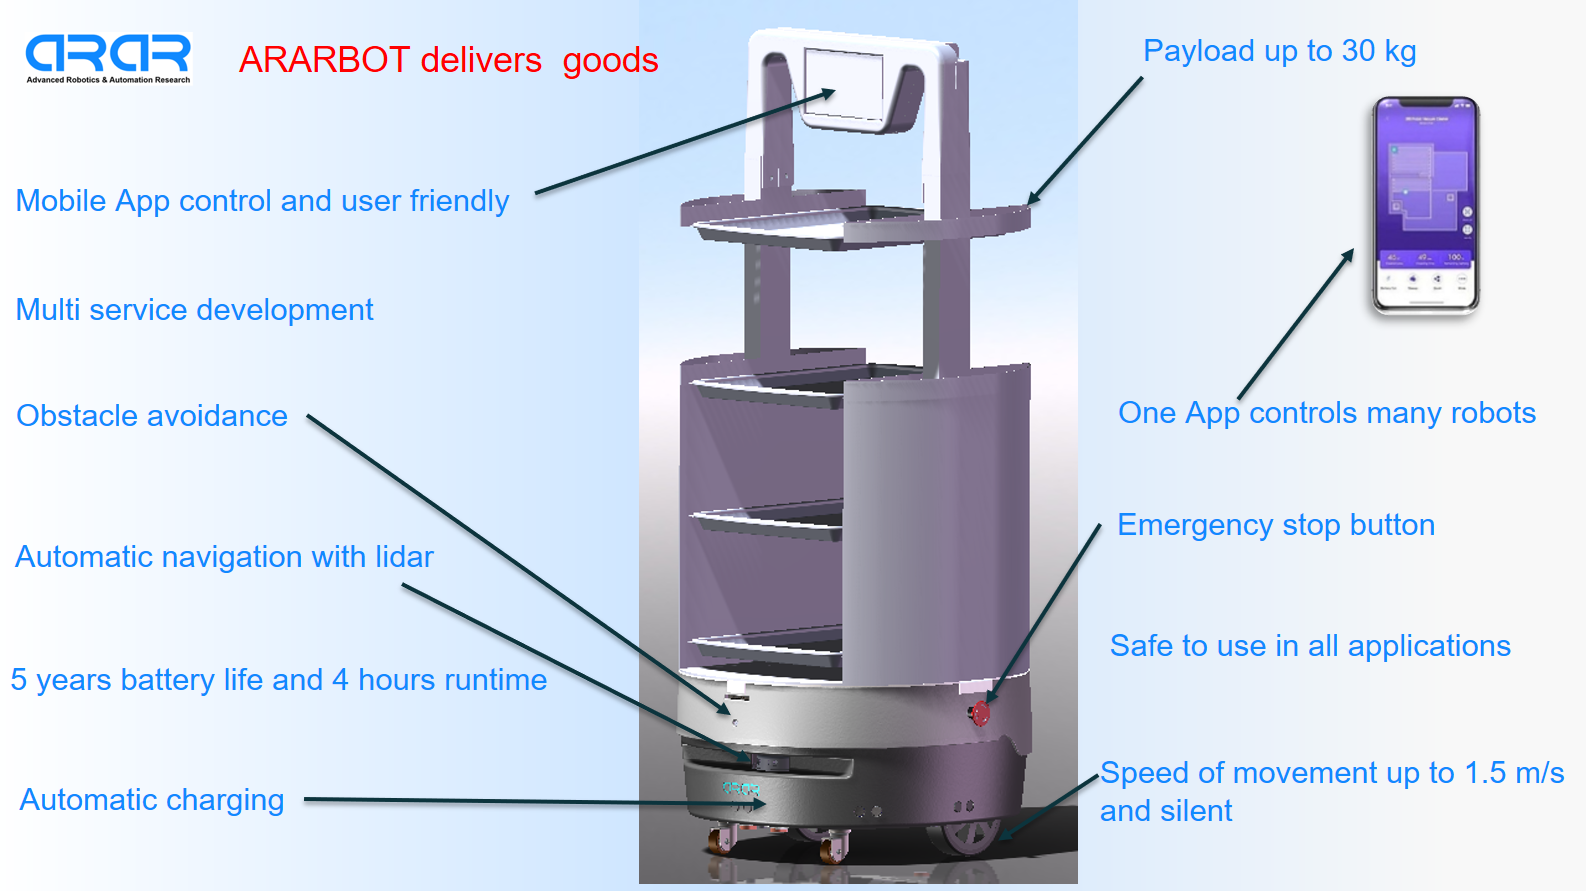 ARAR
Advanced Robotics & Automation Research
ARARBOT delivers goods
Payload up to 30 kg
Mobile App control and user friendly
Multi service development
Obstacle avoidance
One App controls many robots
Automatic navigation with lidar
Emergency stop button
5 years battery life and 4 hours runtime
Safe to use in all applications
Automatic charging
Speed of movement up to 1.5 m/s
and silent
ARAR
100